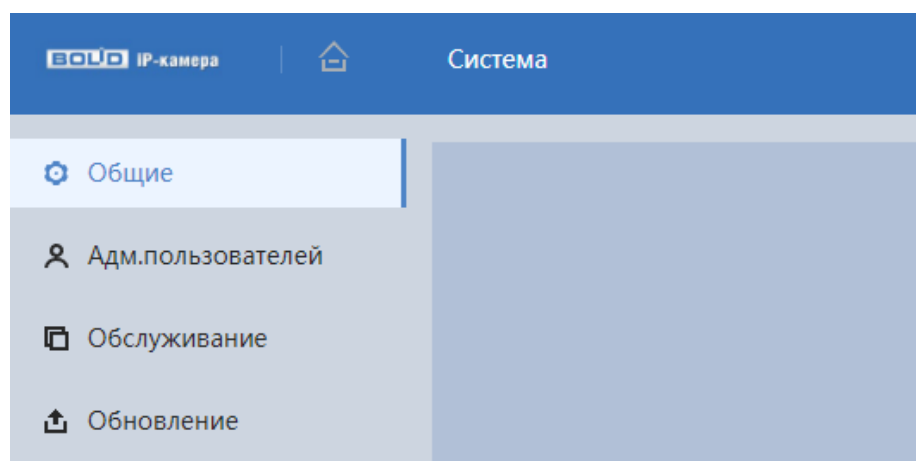 BOLID IP-камера
Система
Общие
Адм.пользователей
Обслуживание
Обновление